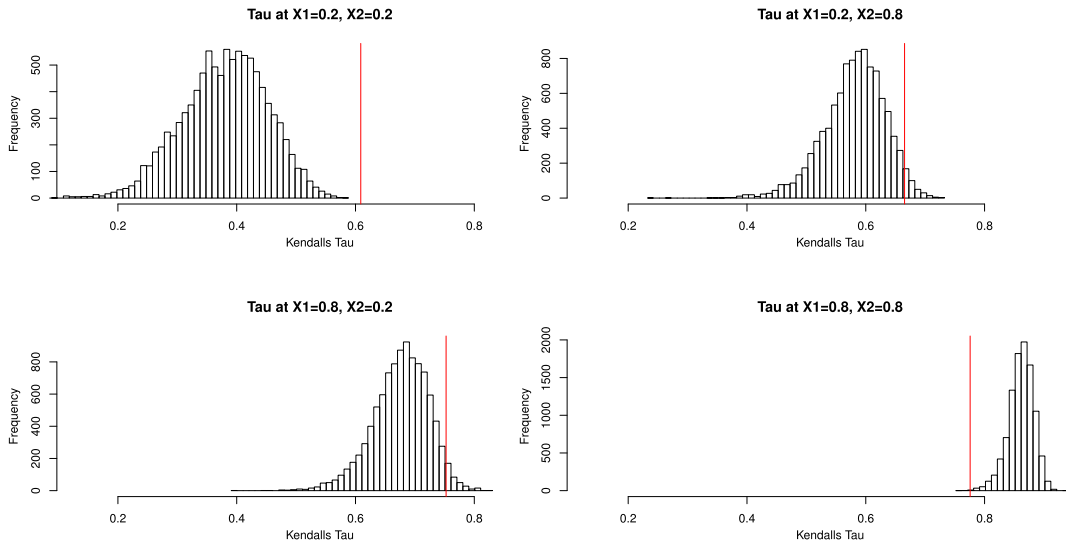 Tau at X1=0.2, X2=0.2
Frequency
0 100 300 500
0.2 0.4 0.6 0.8
Kendalls Tau
Tau at X1=0.2, X2=0.8
Frequency
0 200 400 600 800
0.2 0.4 0.6 0.8
Kendalls Tau
Tau at X1=0.8, X2=0.2
Frequency
0 200 400 600 800
0.2 0.4 0.6 0.8
Kendalls Tau
Tau at X1=0.8, X2=0.8
Frequency
0 500 1000 1500 2000
0.2 0.4 0.6 0.8
Kendalls Tau